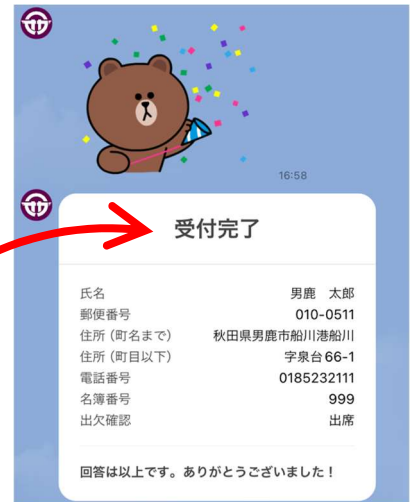 16:58
受付完了
氏名 男鹿 太郎
郵便番号 010-0511
住所(町名まで) 秋田県男鹿市船川港船川
住所(町目以下) 字泉台66-1
電話番号 0185232111
名簿番号 999
出欠確認 出席
回答は以上です。ありがとうございました!